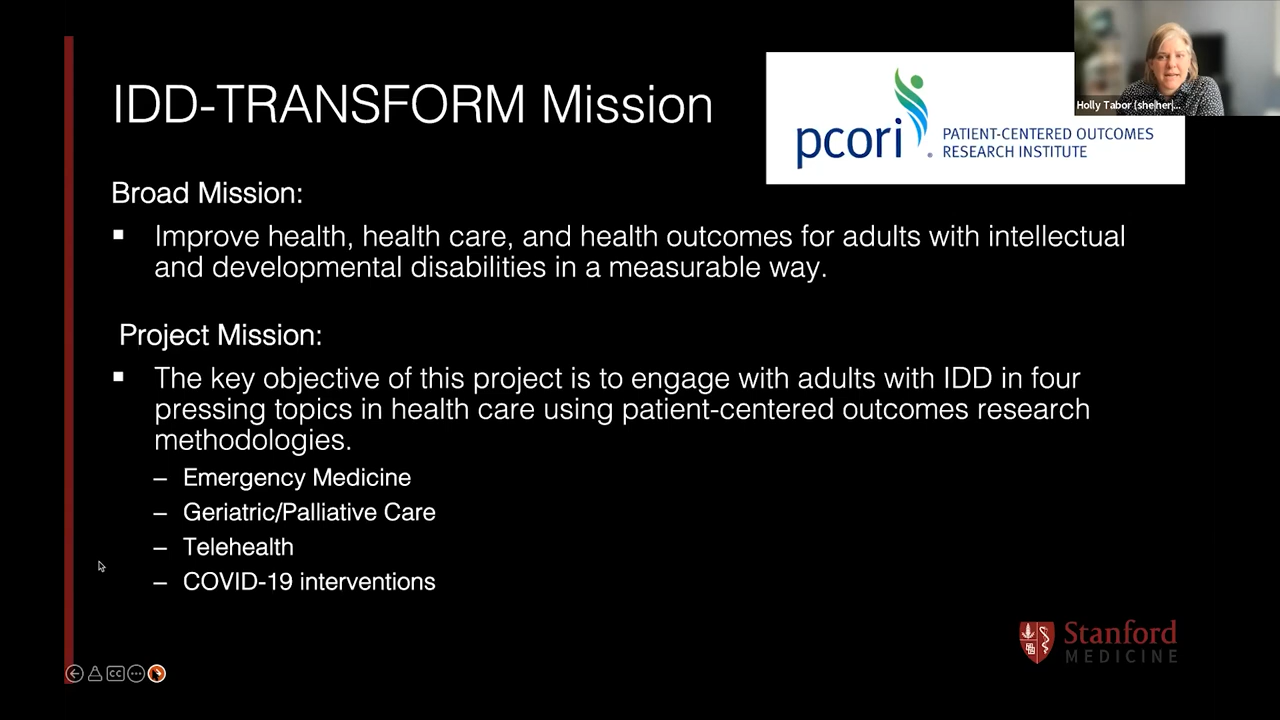 IDD-TRANSFORM Mission
pcori
PATIENT-CENTERED OUTCOMES
RESEARCH INSTITUTE
Holly Tabor (she|her|...
Broad Mission:
Improve health, health care, and health outcomes for adults with intellectual
and developmental disabilities in a measurable way.
Project Mission:
The key objective of this project is to engage with adults with IDD in four
pressing topics in health care using patient-centered outcomes research
methodologies.
– Emergency Medicine
– Geriatric/Palliative Care
– Telehealth
– COVID-19 interventions
Stanford
MEDICINE
CC